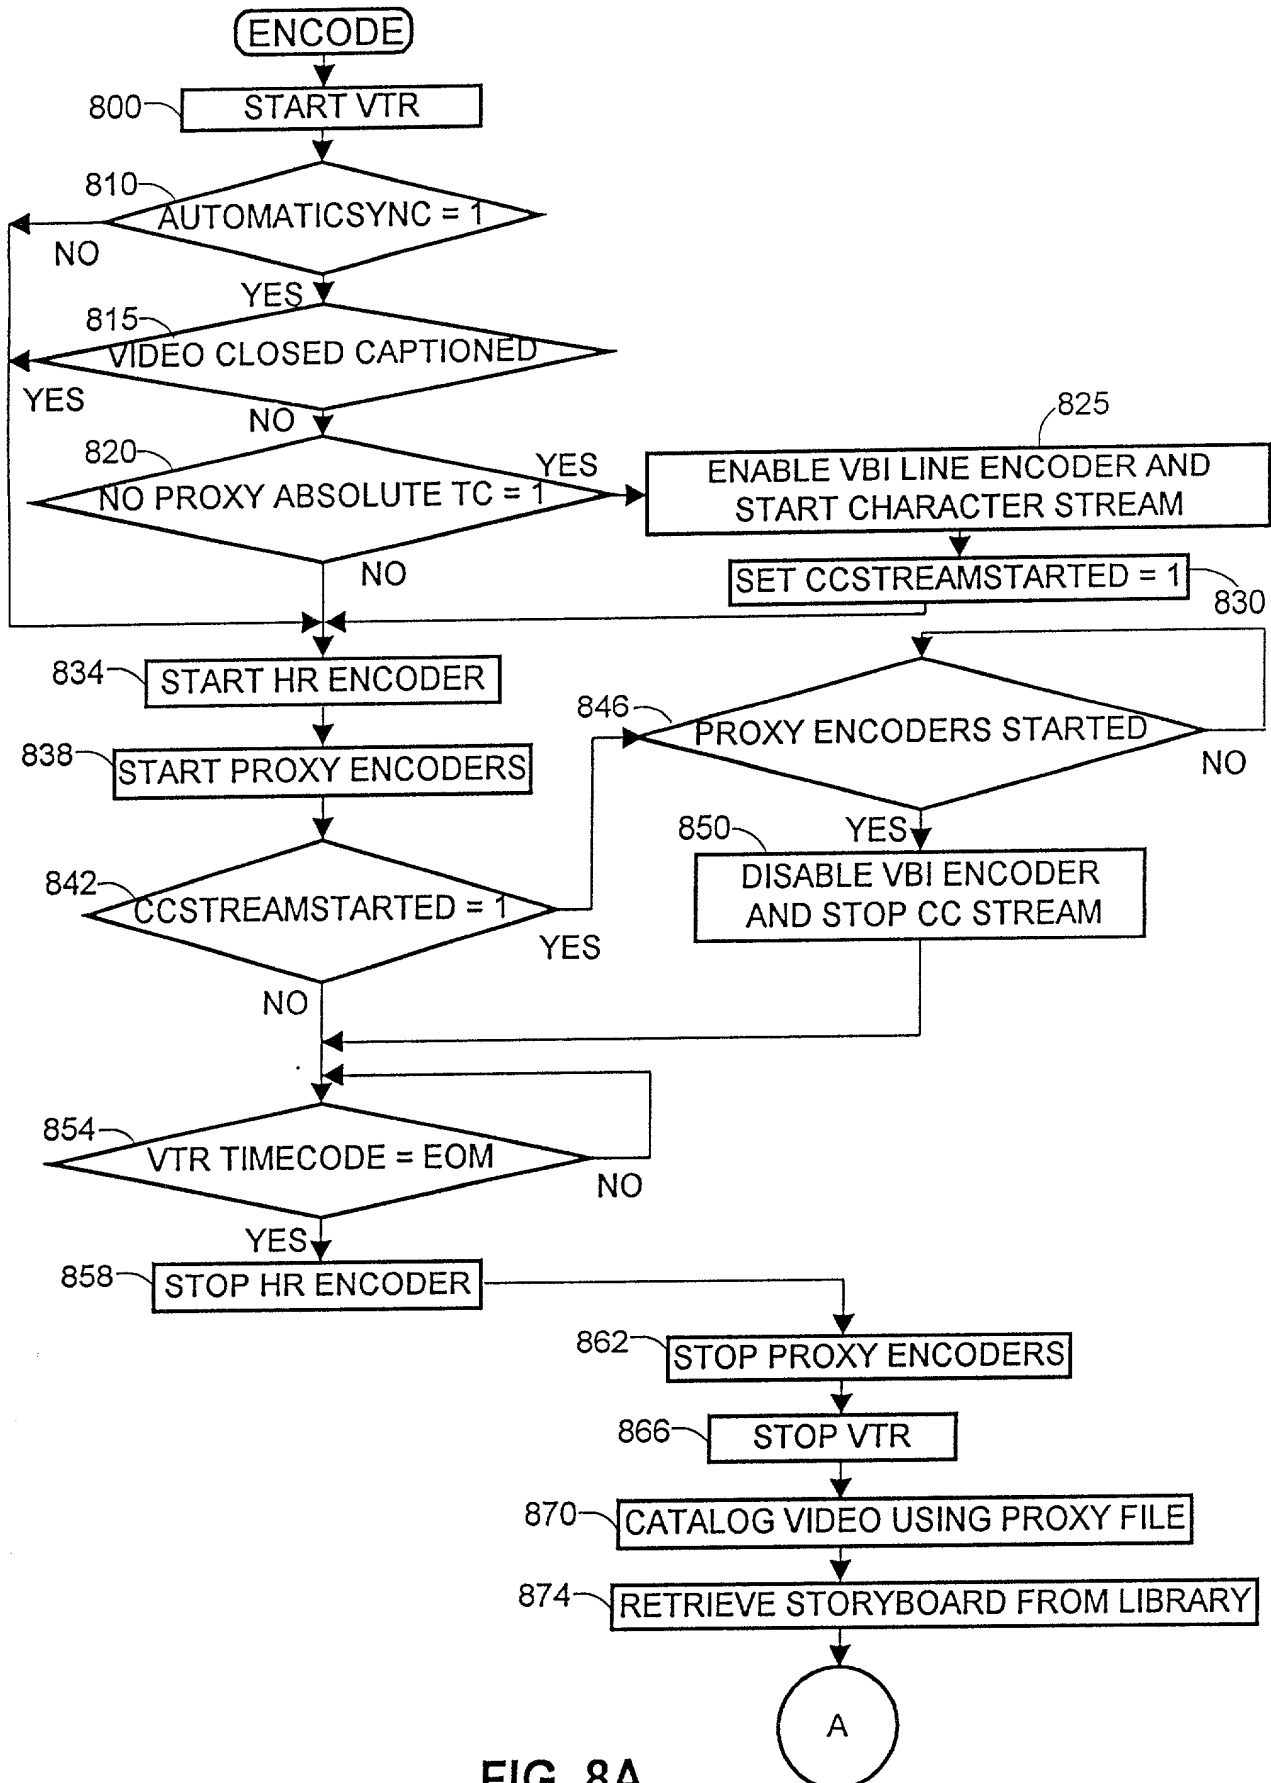 ENCODE
800
START VTR
810
AUTOMATICSYNC = 1
NO
YES
815
VIDEO CLOSED CAPTIONED
YES
NO
825
820
YES
NO PROXY ABSOLUTE TC = 1
ENABLE VBI LINE ENCODER AND
START CHARACTER STREAM
NO
SET CCSTREAMSTARTED = 1
830
834
START HR ENCODER
846
PROXY ENCODERS STARTED
NO
838
START PROXY ENCODERS
YES
850
DISABLE VBI ENCODER
AND STOP CC STREAM
842
CCSTREAMSTARTED = 1
YES
NO
854
VTR TIMECODE = EOM
NO
YES
858
STOP HR ENCODER
862
STOP PROXY ENCODERS
866
STOP VTR
870
CATALOG VIDEO USING PROXY FILE
874
RETRIEVE STORYBOARD FROM LIBRARY
A
FIG. 8A